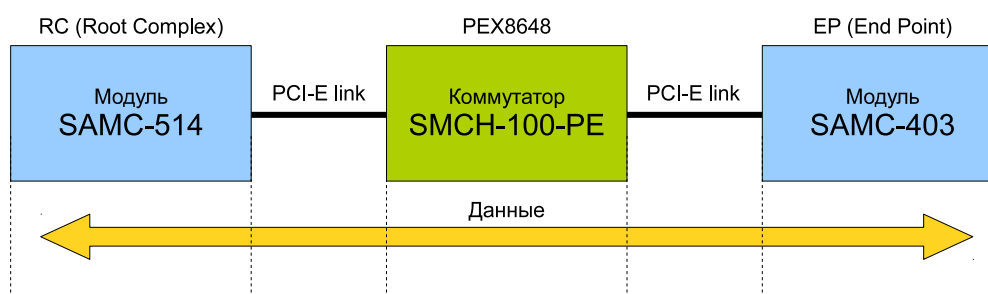 RC (Root Complex)
PEX8648
EP (End Point)
Модуль
SAMC-514
PCI-E link
Коммутатор
SMCH-100-PE
PCI-E link
Модуль
SAMC-403
Данные